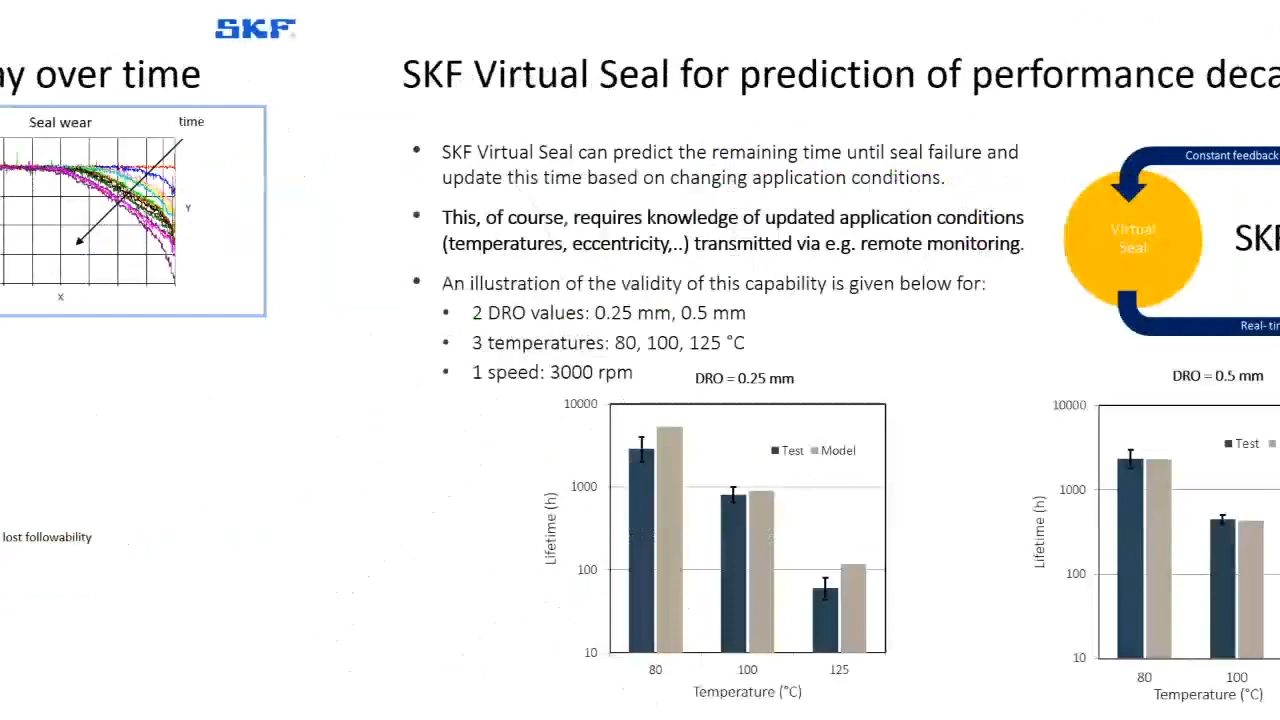 SKF
ay over time
Seal wear
time
Y
X
lost followability
SKF Virtual Seal for prediction of performance deca
• SKF Virtual Seal can predict the remaining time until seal failure and
update this time based on changing application conditions.
• This, of course, requires knowledge of updated application conditions
(temperatures, eccentricity,..) transmitted via e.g. remote monitoring.
• An illustration of the validity of this capability is given below for:
• 2 DRO values: 0.25 mm, 0.5 mm
• 3 temperatures: 80, 100, 125 °C
• 1 speed: 3000 rpm
Constant feedback
Virtual
Seal
SKF
Real- tim
DRO = 0.25 mm
10000
1000
100
10
Lifetime (h)
Test Model
80 100 125
Temperature (°C)
DRO = 0.5 mm
10000
1000
100
10
Lifetime (h)
Test
80 100
Temperature (°C)